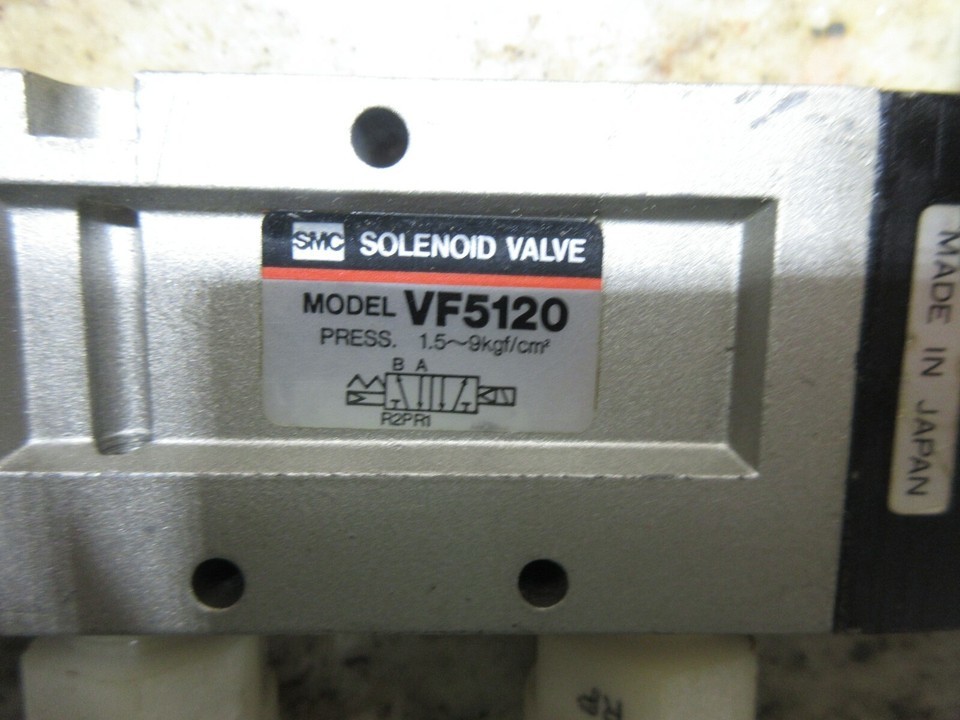 SMC SOLENOID VALVE
MODEL VF5120
PRESS. 1.5~9kgf/cm²
B A
R2PR1
MADE IN JAPAN